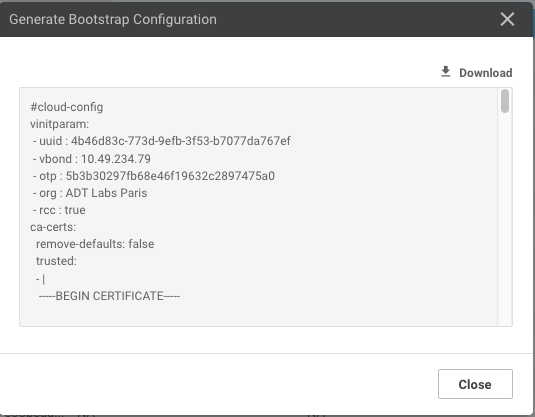 Generate Bootstrap Configuration
Download
#cloud-config
vinitparam:
- uuid : 4b46d83c-773d-9efb-3f53-b7077da767ef
- vbond : 10.49.234.79
- otp : 5b3b30297fb68e46f19632c2897475a0
- org : ADT Labs Paris
- rcc : true
ca-certs:
remove-defaults: false
trusted:
- |
-----BEGIN CERTIFICATE-----
Close